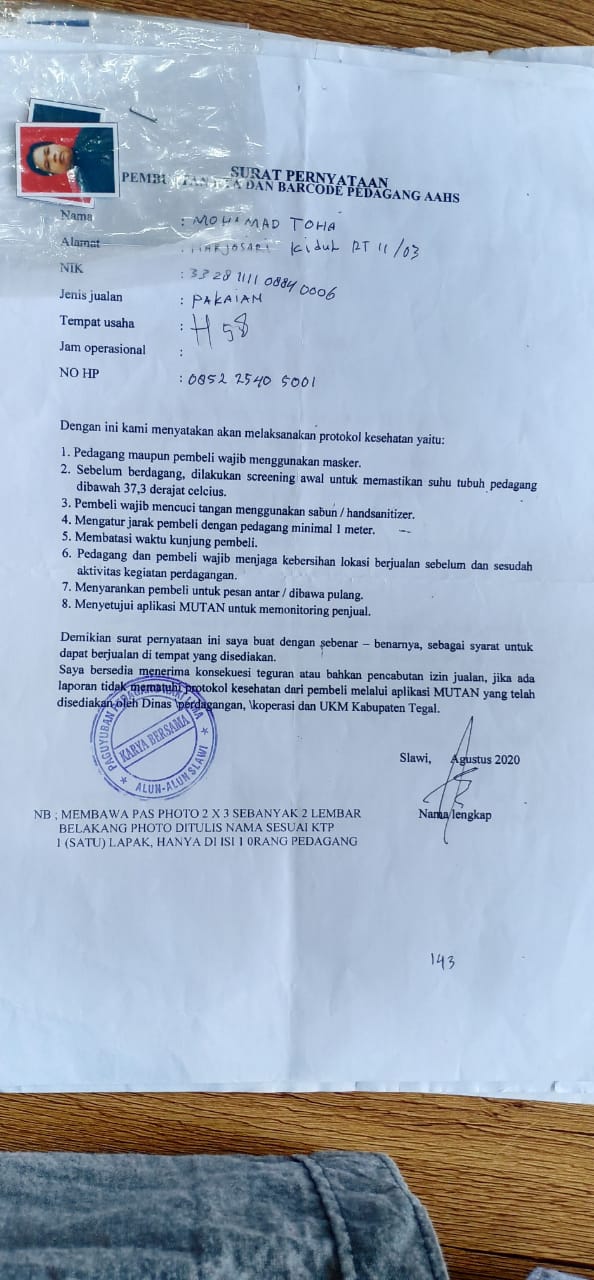 SURAT PERNYATAAN
DAN BARCODE PEDAGANG AAHS
Nama : MOHAMAD TOHA
Alamat : HARJOSARI Kidul RT 11/03
NIK : 3328 1111 0884 0006
Jenis jualan : PAKAIAN
Tempat usaha : H 58
Jam operasional :
NO HP : 0852 2540 5001
Dengan ini kami menyatakan akan melaksanakan protokol kesehatan yaitu:
1. Pedagang maupun pembeli wajib menggunakan masker.
2. Sebelum berdagang, dilakukan screening awal untuk memastikan suhu tubuh pedagang
dibawah 37,3 derajat celcius.
3. Pembeli wajib mencuci tangan menggunakan sabun / handsanitizer.
4. Mengatur jarak pembeli dengan pedagang minimal 1 meter.
5. Membatasi waktu kunjung pembeli.
6. Pedagang dan pembeli wajib menjaga kebersihan lokasi berjualan sebelum dan sesudah
aktivitas kegiatan perdagangan.
7. Menyarankan pembeli untuk pesan antar / dibawa pulang.
8. Menyetujui aplikasi MUTAN untuk memonitoring penjual.
Demikian surat pernyataan ini saya buat dengan sebenar – benarnya, sebagai syarat untuk
dapat berjualan di tempat yang disediakan.
Saya bersedia menerima konsekuesi teguran atau bahkan pencabutan izin jualan, jika ada
laporan tidak mematuhi protokol kesehatan dari pembeli melalui aplikasi MUTAN yang telah
disediakan oleh Dinas \perdagangan, \koperasi dan UKM Kabupaten Tegal.
PAGUYUBAN
KARYA BERSAMA
ALUN-ALUN SLAWI
Slawi, Agustus 2020
Nama lengkap
NB ; MEMBAWA PAS PHOTO 2 X 3 SEBANYAK 2 LEMBAR
BELAKANG PHOTO DITULIS NAMA SESUAI KTP
1 (SATU) LAPAK, HANYA DI ISI 1 0RANG PEDAGANG
143